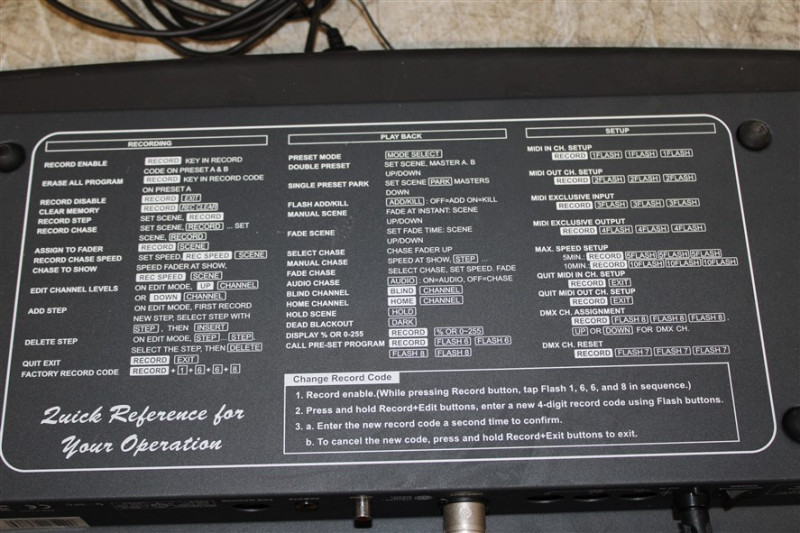 RECORDING
RECORD ENABLE RECORD KEY IN RECORD
CODE ON PRESET A & B
ERASE ALL PROGRAM RECORD KEY IN RECORD CODE
ON PRESET A
RECORD DISABLE RECORD EXIT
CLEAR MEMORY RECORD REC CLEAR
RECORD STEP SET SCENE, RECORD
RECORD CHASE SET SCENE, RECORD ... SET
SCENE, RECORD
ASSIGN TO FADER RECORD SCENE
RECORD CHASE SPEED SET SPEED, REC SPEED SCENE
CHASE TO SHOW SPEED FADER AT SHOW,
REC SPEED SCENE
EDIT CHANNEL LEVELS ON EDIT MODE, UP CHANNEL
OR DOWN CHANNEL
ADD STEP ON EDIT MODE, FIRST RECORD
NEW STEP, SELECT STEP WITH
STEP , THEN INSERT
DELETE STEP ON EDIT MODE, STEP ... STEP,
SELECT THE STEP, THEN DELETE
QUIT EXIT RECORD EXIT
FACTORY RECORD CODE RECORD+1+6+6+8
Quick Reference for
Your Operation
PLAY BACK
PRESET MODE MODE SELECT
DOUBLE PRESET SET SCENE, MASTER A. B
UP/DOWN
SINGLE PRESET PARK SET SCENE PARK MASTERS
DOWN
FLASH ADD/KILL ADD/KILL : OFF=ADD ON=KILL
MANUAL SCENE FADE AT INSTANT: SCENE
UP/DOWN
FADE SCENE SET FADE TIME: SCENE
UP/DOWN
SELECT CHASE CHASE FADER UP
MANUAL CHASE SPEED AT SHOW, STEP ...
FADE CHASE SELECT CHASE, SET SPEED. FADE
AUDIO CHASE AUDIO : ON=AUDIO, OFF=CHASE
BLIND CHANNEL BLIND CHANNEL
HOME CHANNEL HOME CHANNEL
HOLD SCENE HOLD
DEAD BLACKOUT DARK
DISPLAY % OR 0-255 RECORD % OR 0~255
CALL PRE-SET PROGRAM RECORD FLASH 6 FLASH 6
FLASH 8 FLASH 8
SETUP
MIDI IN CH. SETUP
RECORD 1FLASH 1FLASH 1FLASH
MIDI OUT CH. SETUP
RECORD 2FLASH 2FLASH 2FLASH
MIDI EXCLUSIVE INPUT
RECORD 3FLASH 3FLASH 3FLASH
MIDI EXCLUSIVE OUTPUT
RECORD 4FLASH 4FLASH 4FLASH
MAX. SPEED SETUP
5MIN.: RECORD 5FLASH 5FLASH 5FLASH
10MIN.: RECORD 10FLASH 10FLASH 10FLASH
QUIT MIDI IN CH. SETUP
RECORD EXIT
QUIT MIDI OUT CH. SETUP
RECORD EXIT
DMX CH. ASSIGNMENT
RECORD FLASH 8 FLASH 8 FLASH 8 ,
UP OR DOWN FOR DMX CH.
DMX CH. RESET
RECORD FLASH 7 FLASH 7 FLASH 7
Change Record Code
1. Record enable.(While pressing Record button, tap Flash 1, 6, 6, and 8 in sequence.)
2. Press and hold Record+Edit buttons, enter a new 4-digit record code using Flash buttons.
3. a. Enter the new record code a second time to confirm.
b. To cancel the new code, press and hold Record+Exit buttons to exit.